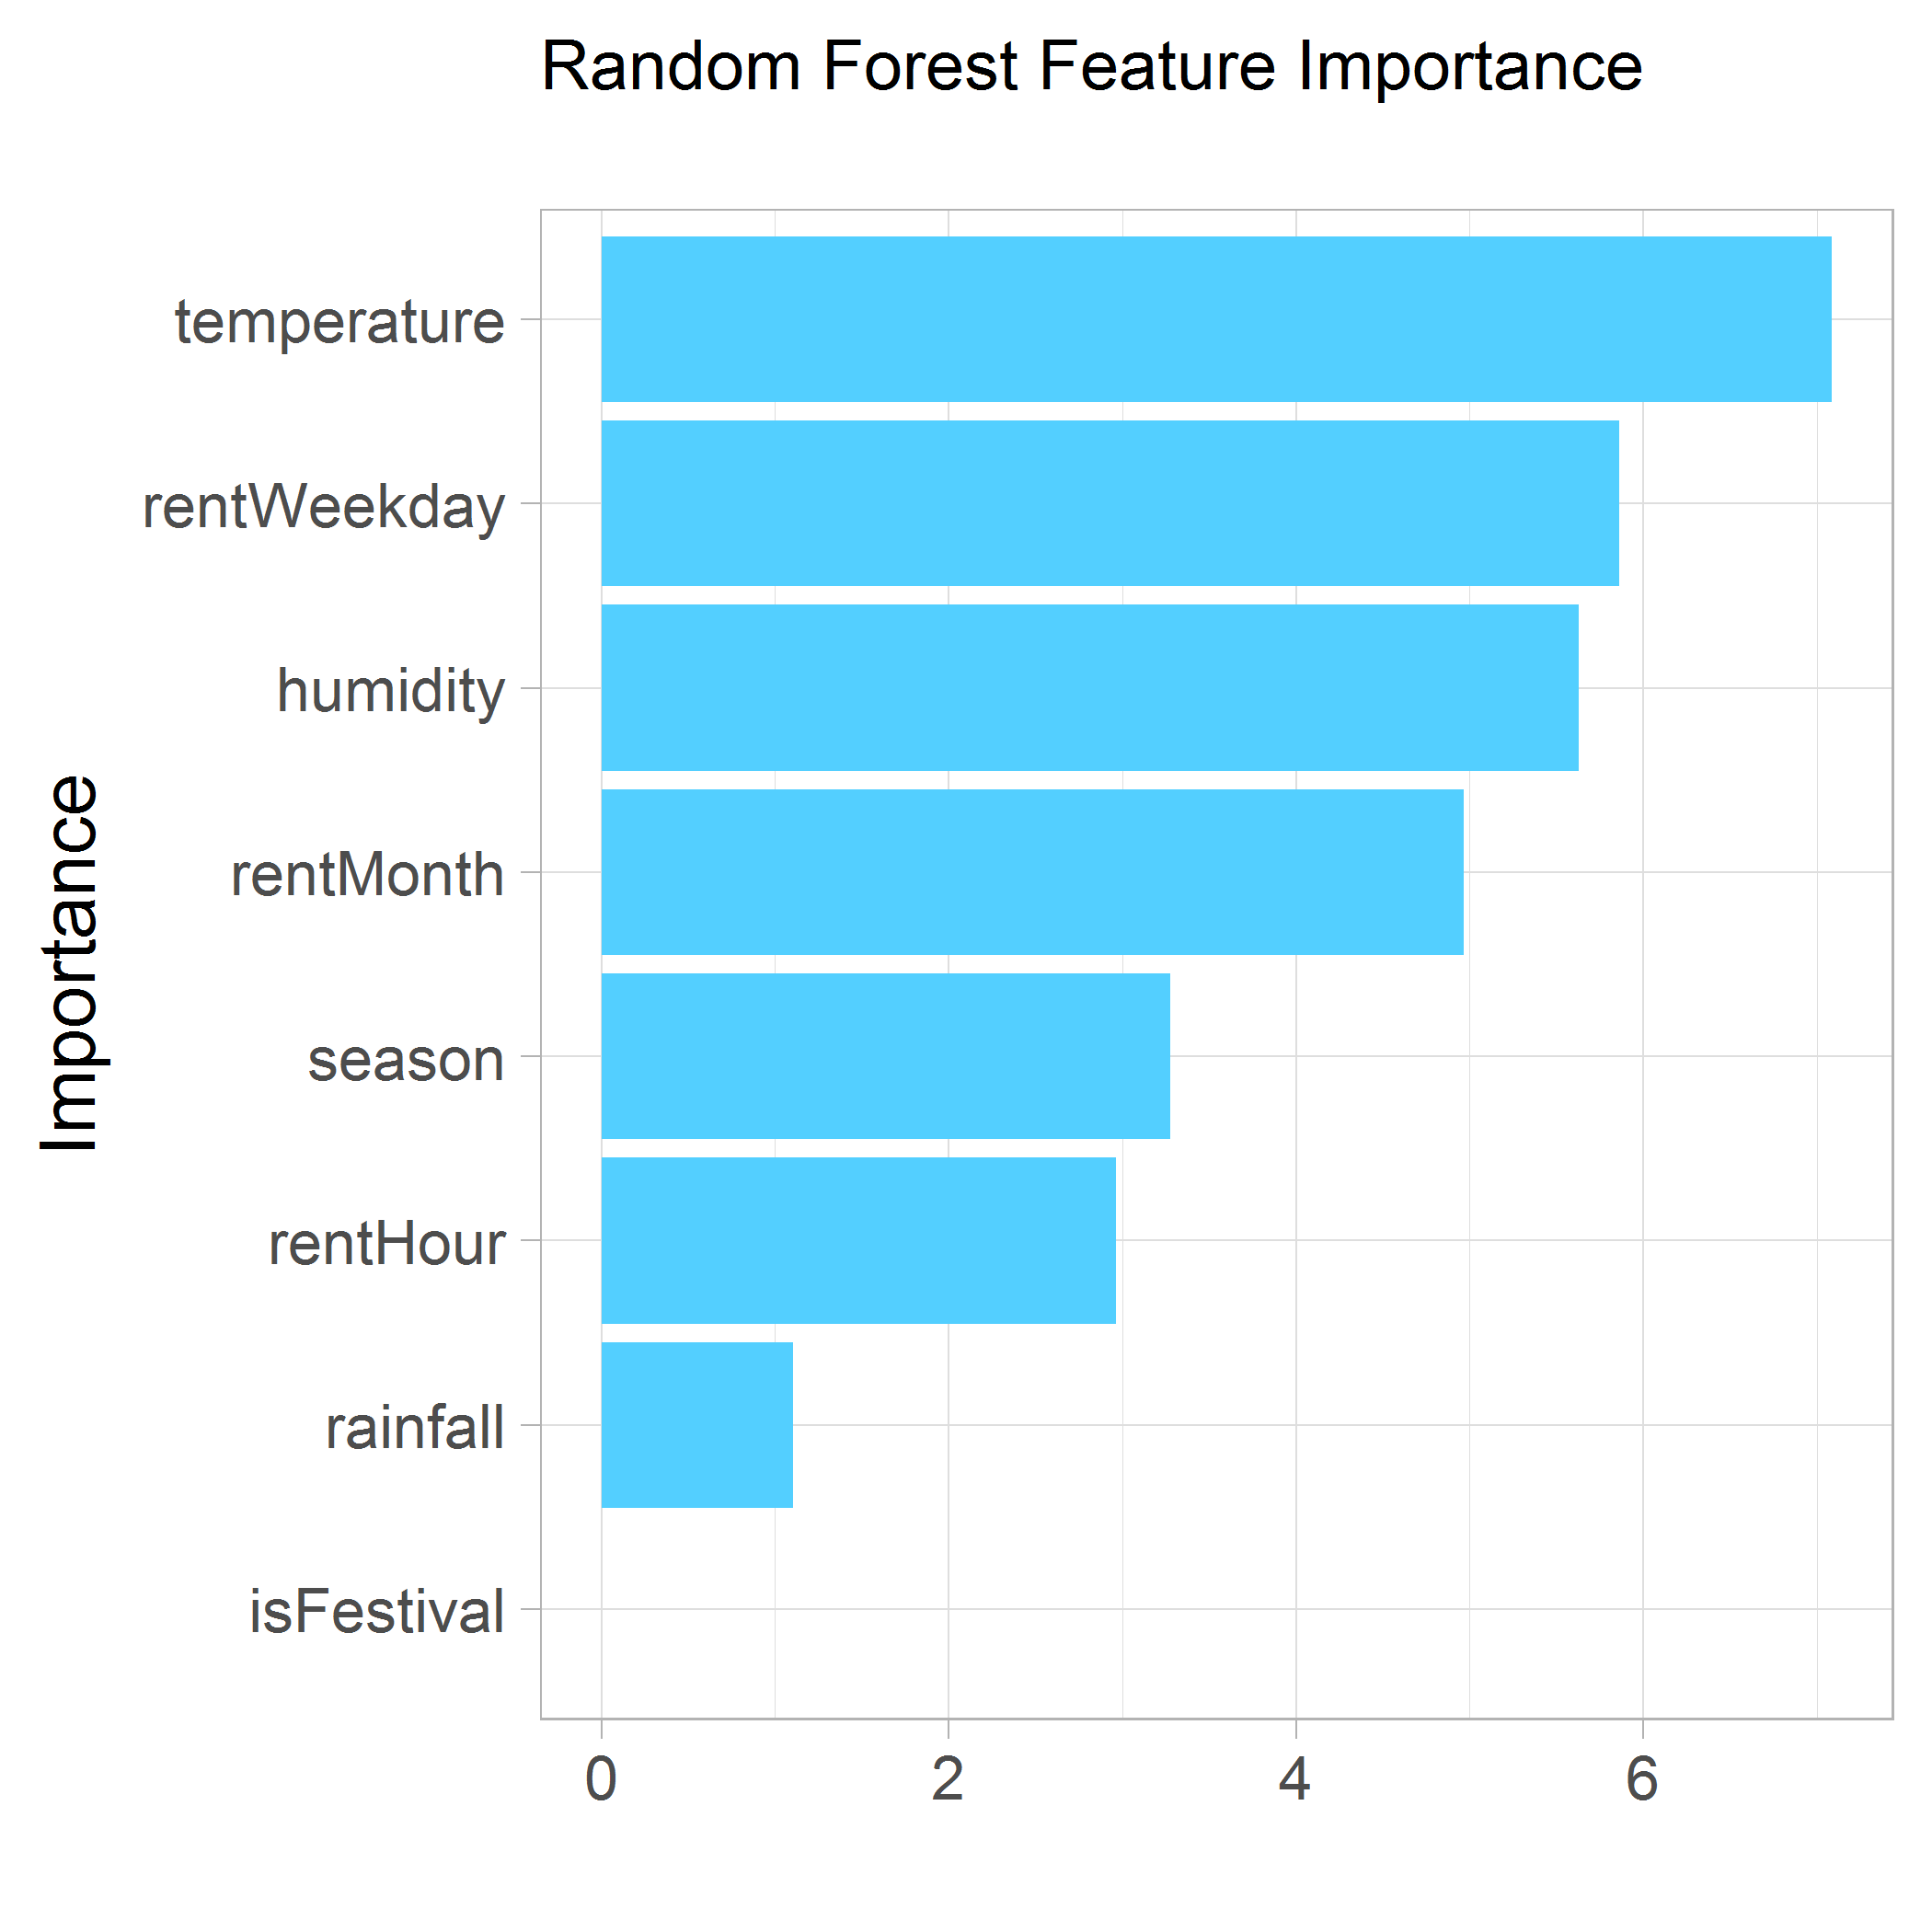 Random Forest Feature Importance
Importance
temperature
rentWeekday
humidity
rentMonth
season
rentHour
rainfall
isFestival
0 2 4 6